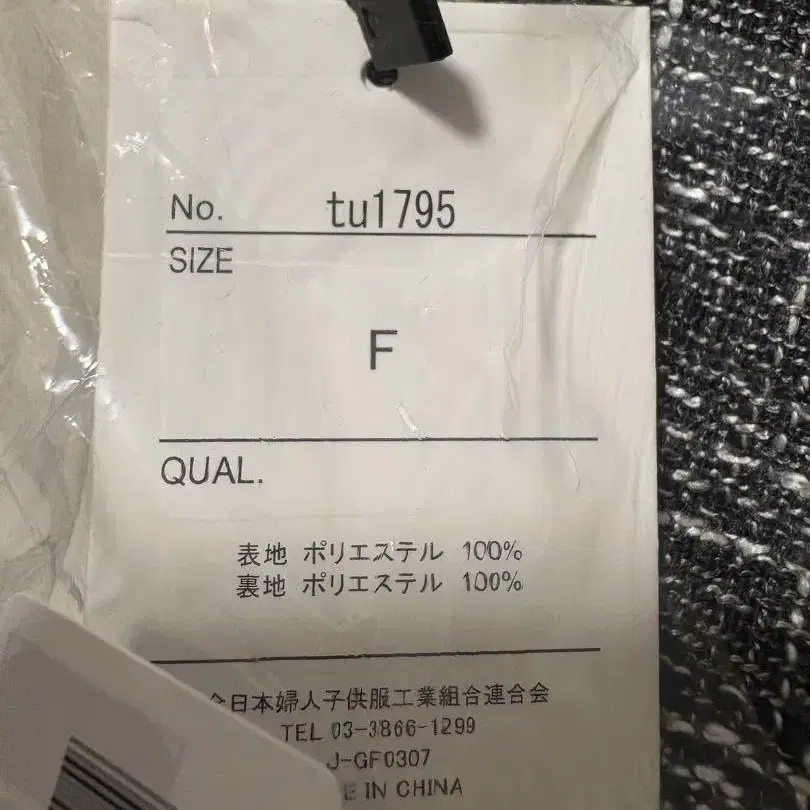 No. tu1795
SIZE
F
QUAL.
表地 ポリエステル 100%
裏地 ポリエステル 100%
全日本婦人子供服工業組合連合会
TEL 03-3866-1299
J-GF0307
E IN CHINA